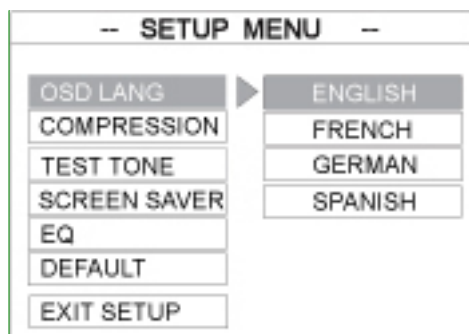 -- SETUP MENU --
OSD LANG
COMPRESSION
TEST TONE
SCREEN SAVER
EQ
DEFAULT
EXIT SETUP
ENGLISH
FRENCH
GERMAN
SPANISH